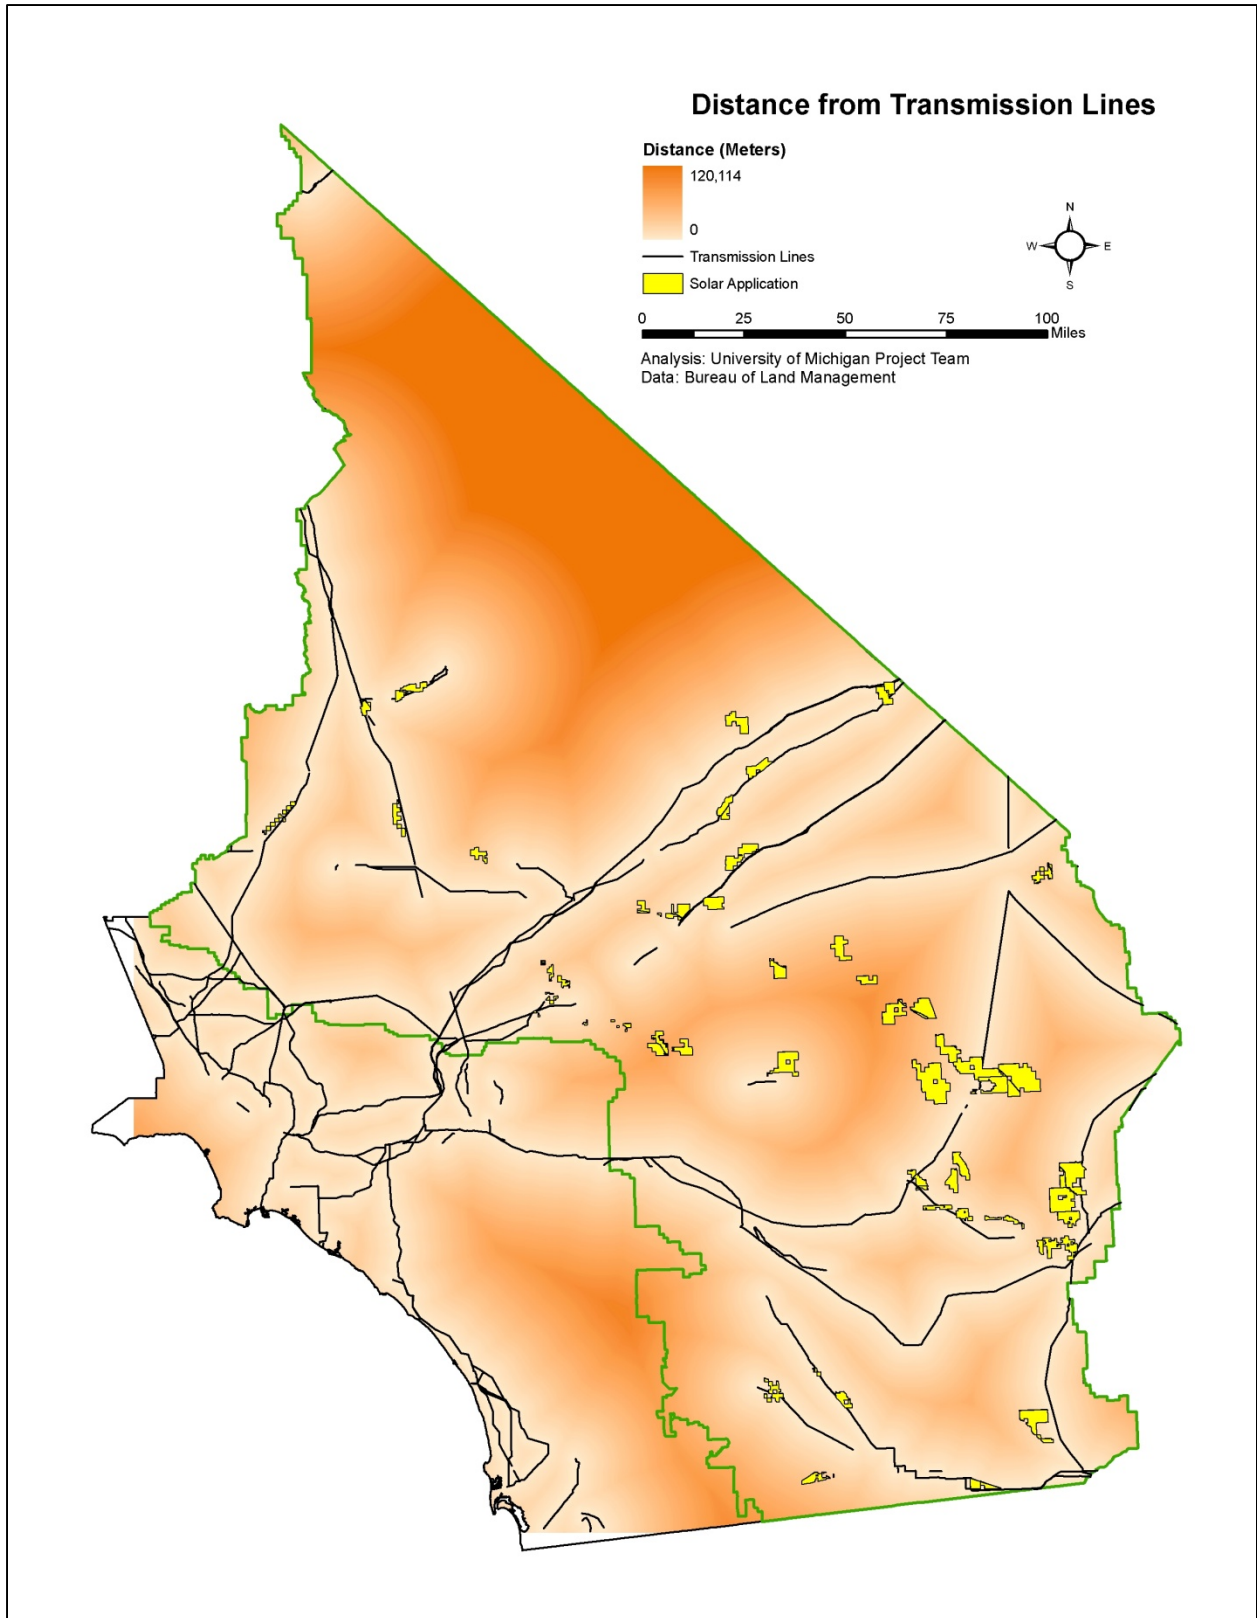 Distance from Transmission Lines
Distance (Meters)
120,114
0
Transmission Lines
Solar Application
N
W E
S
0 25 50 75 100
Miles
Analysis: University of Michigan Project Team
Data: Bureau of Land Management